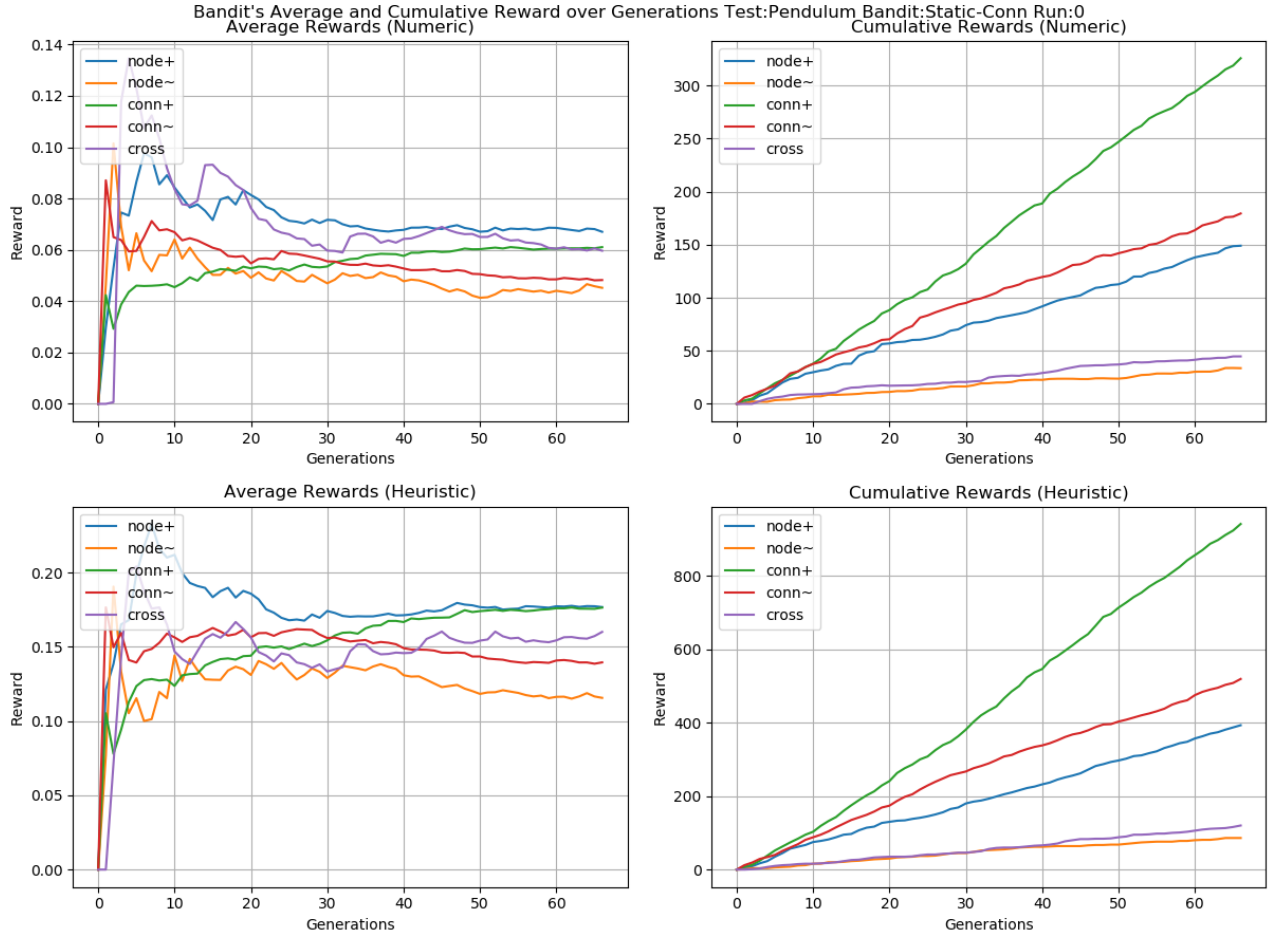 Bandit's Average and Cumulative Reward over Generations Test:Pendulum Bandit:Static-Conn Run:0
Average Rewards (Numeric)
0.14
0.12
0.10
0.08
0.06
0.04
0.02
0.00
Reward
node+
node~
conn+
conn~
cross
0 10 20 30 40 50 60
Generations
Cumulative Rewards (Numeric)
300
250
200
150
100
50
0
Reward
node+
node~
conn+
conn~
cross
0 10 20 30 40 50 60
Generations
Average Rewards (Heuristic)
0.20
0.15
0.10
0.05
0.00
Reward
node+
node~
conn+
conn~
cross
0 10 20 30 40 50 60
Generations
Cumulative Rewards (Heuristic)
800
600
400
200
0
Reward
node+
node~
conn+
conn~
cross
0 10 20 30 40 50 60
Generations